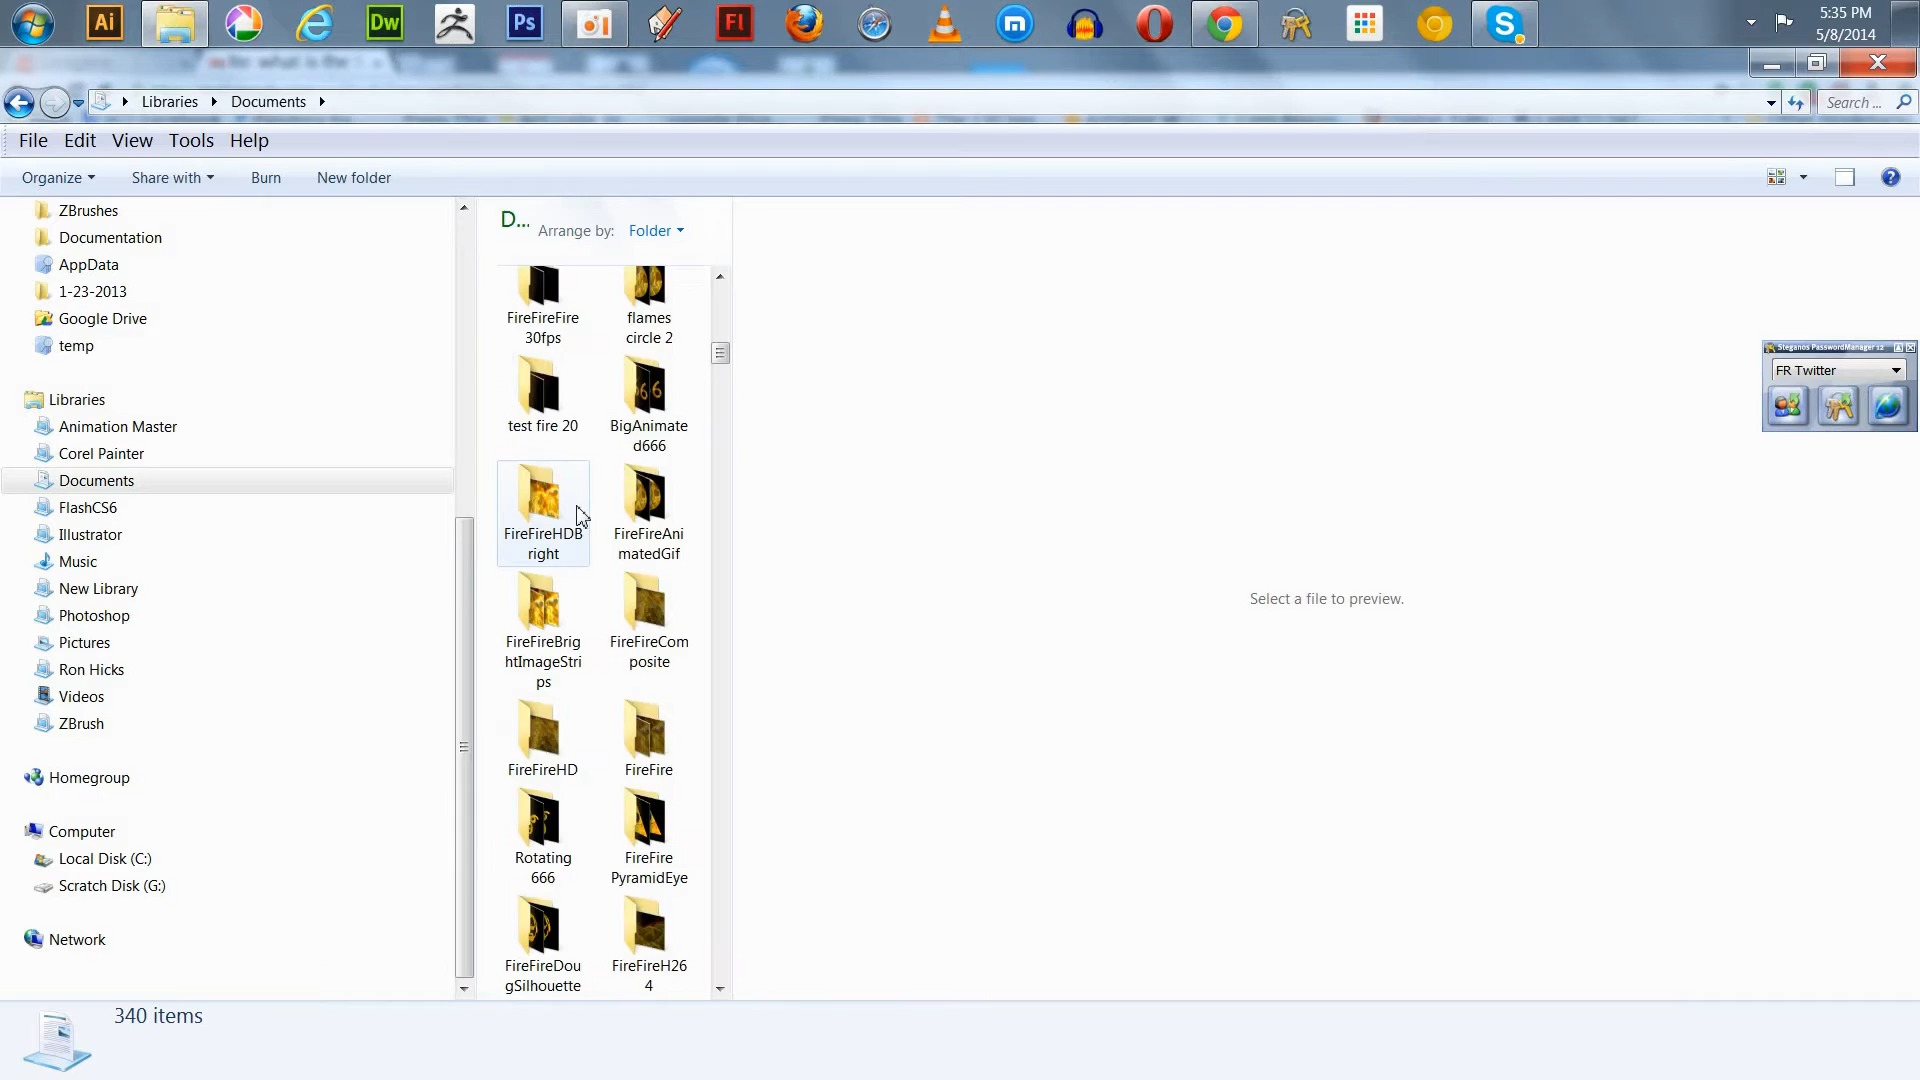 Ai
Dw
Ps
Fl
5:35 PM
5/8/2014
Libraries
Documents
Search ...
File
Edit
View
Tools
Help
Organize
Share with
Burn
New folder
ZBrushes
Documentation
AppData
1-23-2013
Google Drive
temp
Libraries
Animation Master
Corel Painter
Documents
FlashCS6
Illustrator
Music
New Library
Photoshop
Pictures
Ron Hicks
Videos
ZBrush
Homegroup
Computer
Local Disk (C:)
Scratch Disk (G:)
Network
D...
Arrange by:
Folder
FireFireFire
30fps
flames
circle 2
test fire 20
BigAnimate
d666
FireFireHDB
right
FireFireAni
matedGif
FireFireBrig
htImageStri
ps
FireFireCom
posite
FireFireHD
FireFire
Rotating
666
FireFire
PyramidEye
FireFireDou
gSilhouette
FireFireH26
4
Select a file to preview.
Steganos PasswordManager 12
FR Twitter
340 items